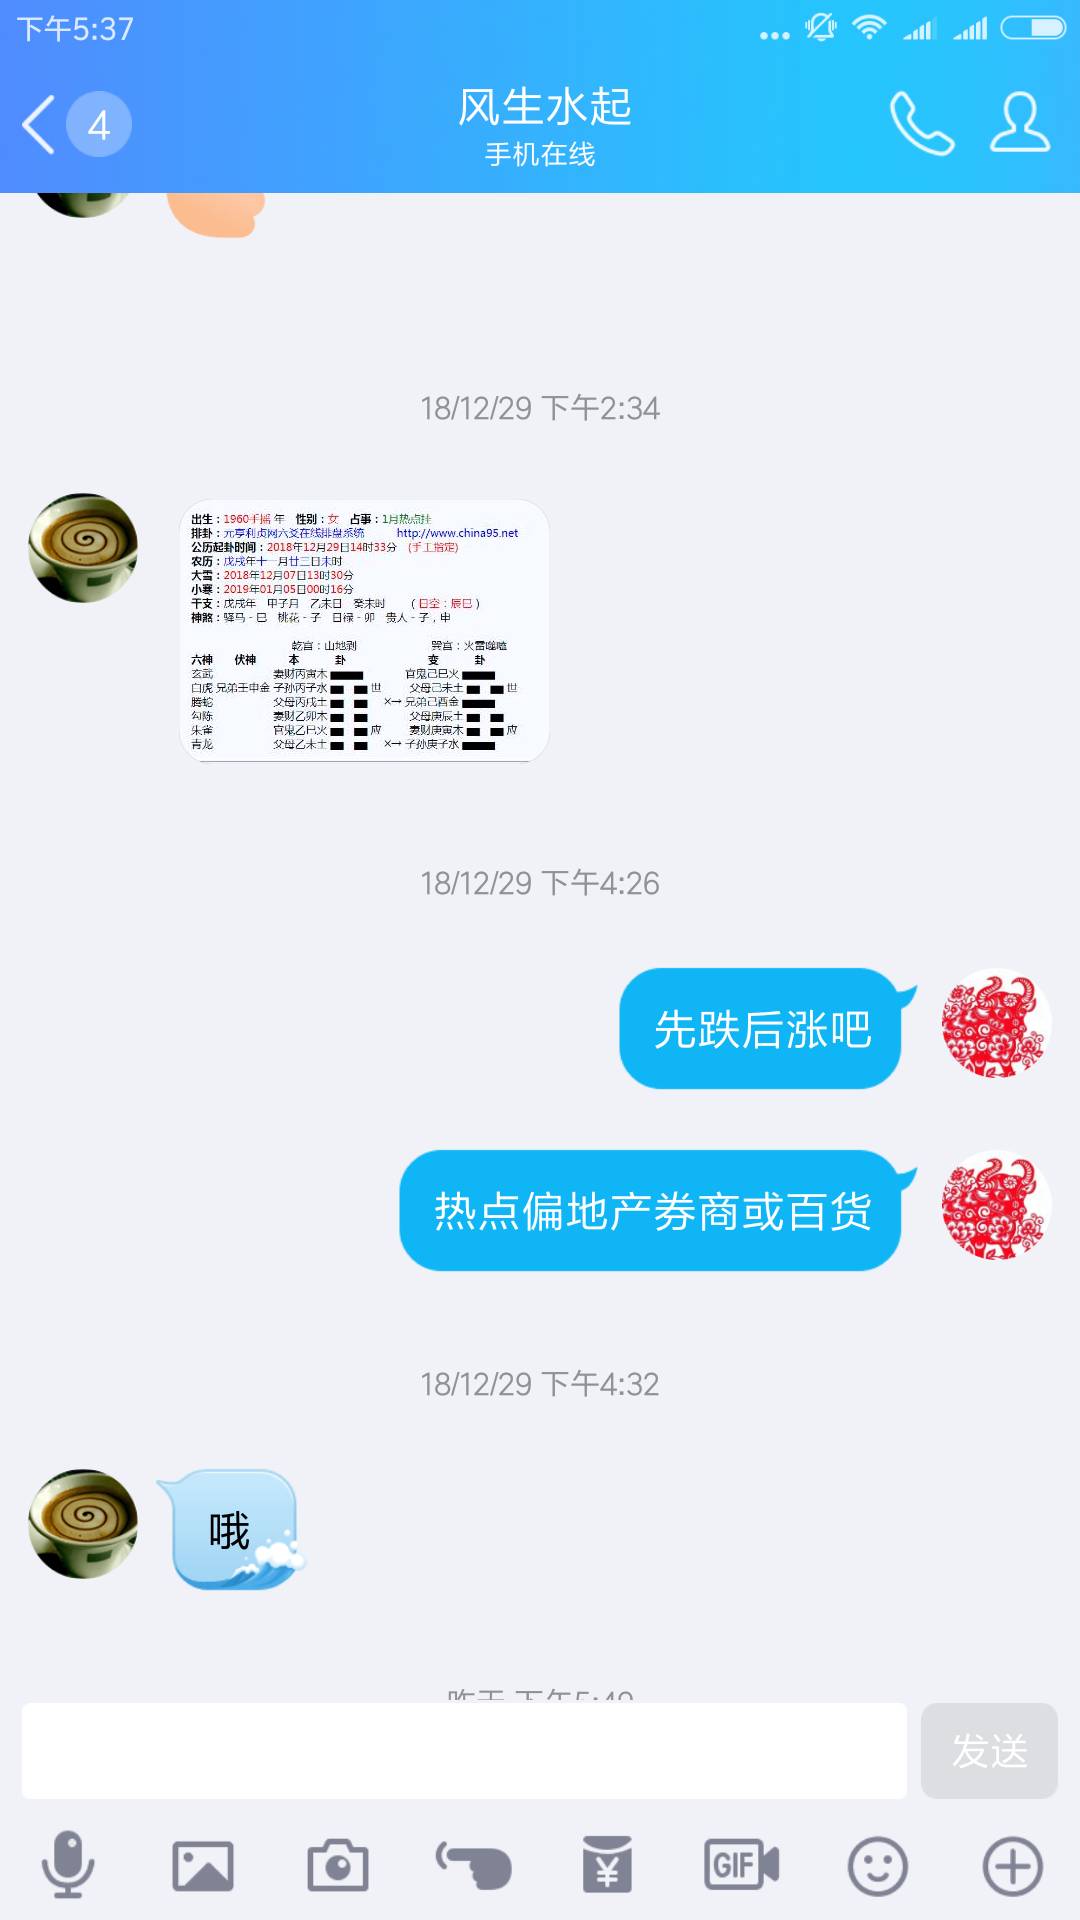 下午5:37
4
风生水起
手机在线
18/12/29 下午2:34
出生：1960手摇 年 性别：女 占事：1月热点挂
排卦：元亨利贞网六爻在线排盘系统 http://www.china95.net
公历起卦时间：2018年12月29日14时33分 (手工指定)
农历：戊戌年十一月廿三日未时
大雪：2018年12月07日13时30分
小寒：2019年01月05日00时16分
干支：戊戌年 甲子月 乙未日 癸未时 （日空：辰巳）
神煞：驿马－巳 桃花－子 日禄－卯 贵人－子，申
乾宫：山地剥 巽宫：火雷噬嗑
六神 伏神 本 卦 变 卦
玄武 妻财丙寅木 官鬼己巳火
白虎 兄弟壬申金 子孙丙子水 世 父母己未土 世
腾蛇 父母丙戌土 ×→ 兄弟己酉金
勾陈 妻财乙卯木 父母庚辰土
朱雀 官鬼乙巳火 应 妻财庚寅木 应
青龙 父母乙未土 ×→ 子孙庚子水
18/12/29 下午4:26
先跌后涨吧
热点偏地产券商或百货
18/12/29 下午4:32
哦
昨天 下午5:49
发送
GIF